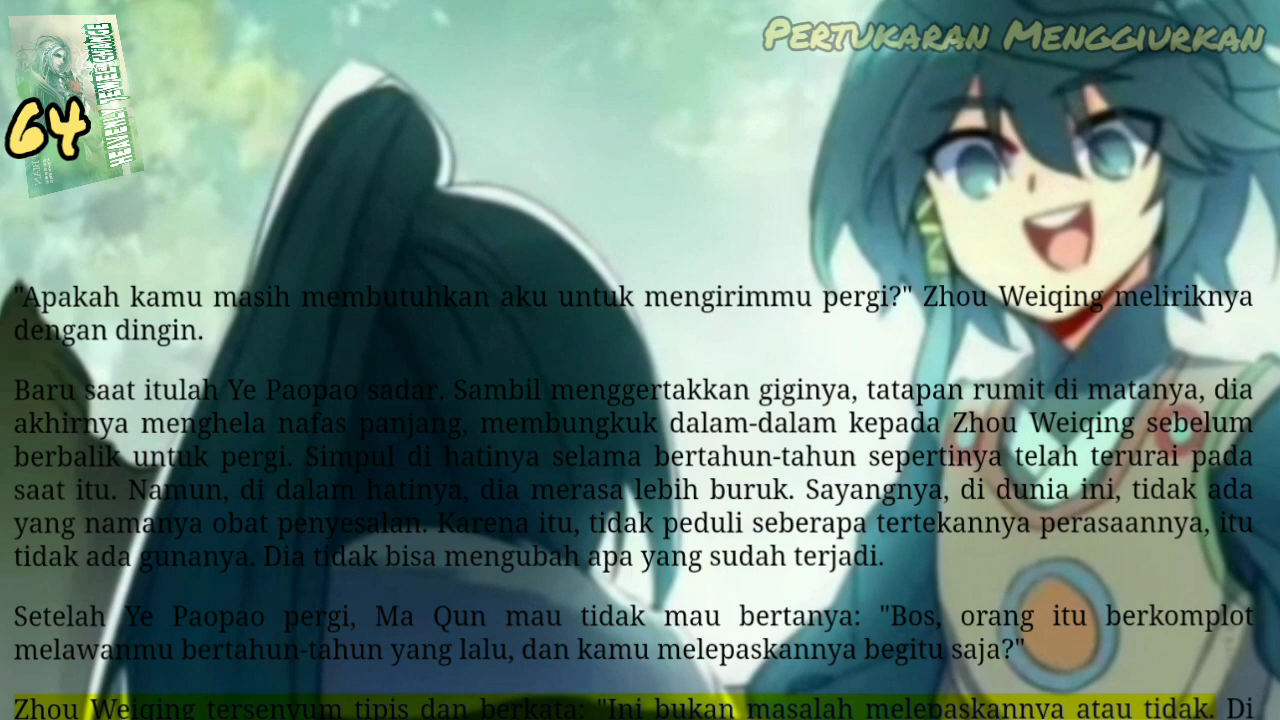 Pertukaran Menggiurkan
HEAVENLY JEWEL CHANGE
64
"Apakah kamu masih membutuhkan aku untuk mengirimmu pergi?" Zhou Weiqing meliriknya
dengan dingin.
Baru saat itulah Ye Paopao sadar. Sambil menggertakkan giginya, tatapan rumit di matanya, dia
akhirnya menghela nafas panjang, membungkuk dalam-dalam kepada Zhou Weiqing sebelum
berbalik untuk pergi. Simpul di hatinya selama bertahun-tahun sepertinya telah terurai pada
saat itu. Namun, di dalam hatinya, dia merasa lebih buruk. Sayangnya, di dunia ini, tidak ada
yang namanya obat penyesalan. Karena itu, tidak peduli seberapa tertekannya perasaannya, itu
tidak ada gunanya. Dia tidak bisa mengubah apa yang sudah terjadi.
Setelah Ye Paopao pergi, Ma Qun mau tidak mau bertanya: "Bos, orang itu berkomplot
melawanmu bertahun-tahun yang lalu, dan kamu melepaskannya begitu saja?"
Zhou Weiqing tersenyum tipis dan berkata: "Ini bukan masalah melepaskannya atau tidak. Di